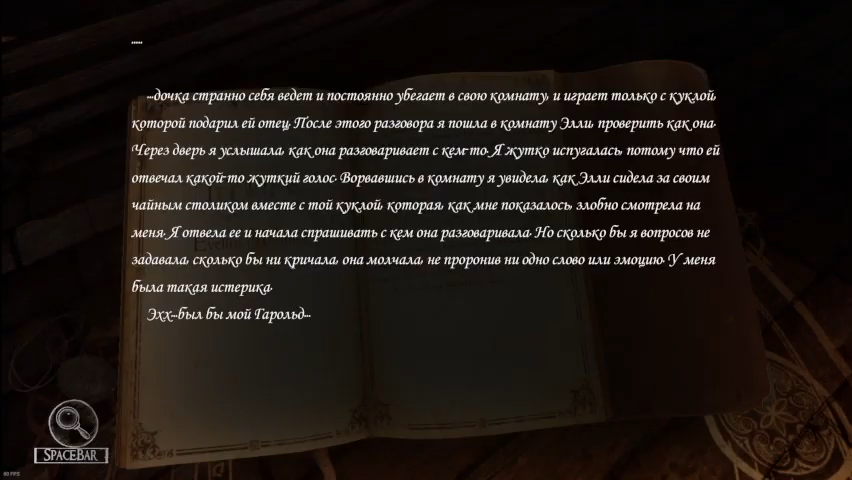 .....
...дочка странно себя ведет и постоянно убегает в свою комнату, и играет только с куклой,
которой подарил ей отец. После этого разговора я пошла в комнату Элли, проверить как она.
Через дверь я услышала, как она разговаривает с кем-то. Я жутко испугалась, потому что ей
отвечал какой-то жуткий голос. Ворвавшись в комнату я увидела, как Элли сидела за своим
чайным столиком вместе с той куклой, которая, как мне показалось, злобно смотрела на
меня. Я отвела ее и начала спрашивать с кем она разговаривала. Но сколько бы я вопросов не
задавала, сколько бы ни кричала, она молчала, не проронив ни одно слово или эмоцию. У меня
была такая истерика.
Эхх...был бы мой Гарольд...
SPACEBAR
60 FPS